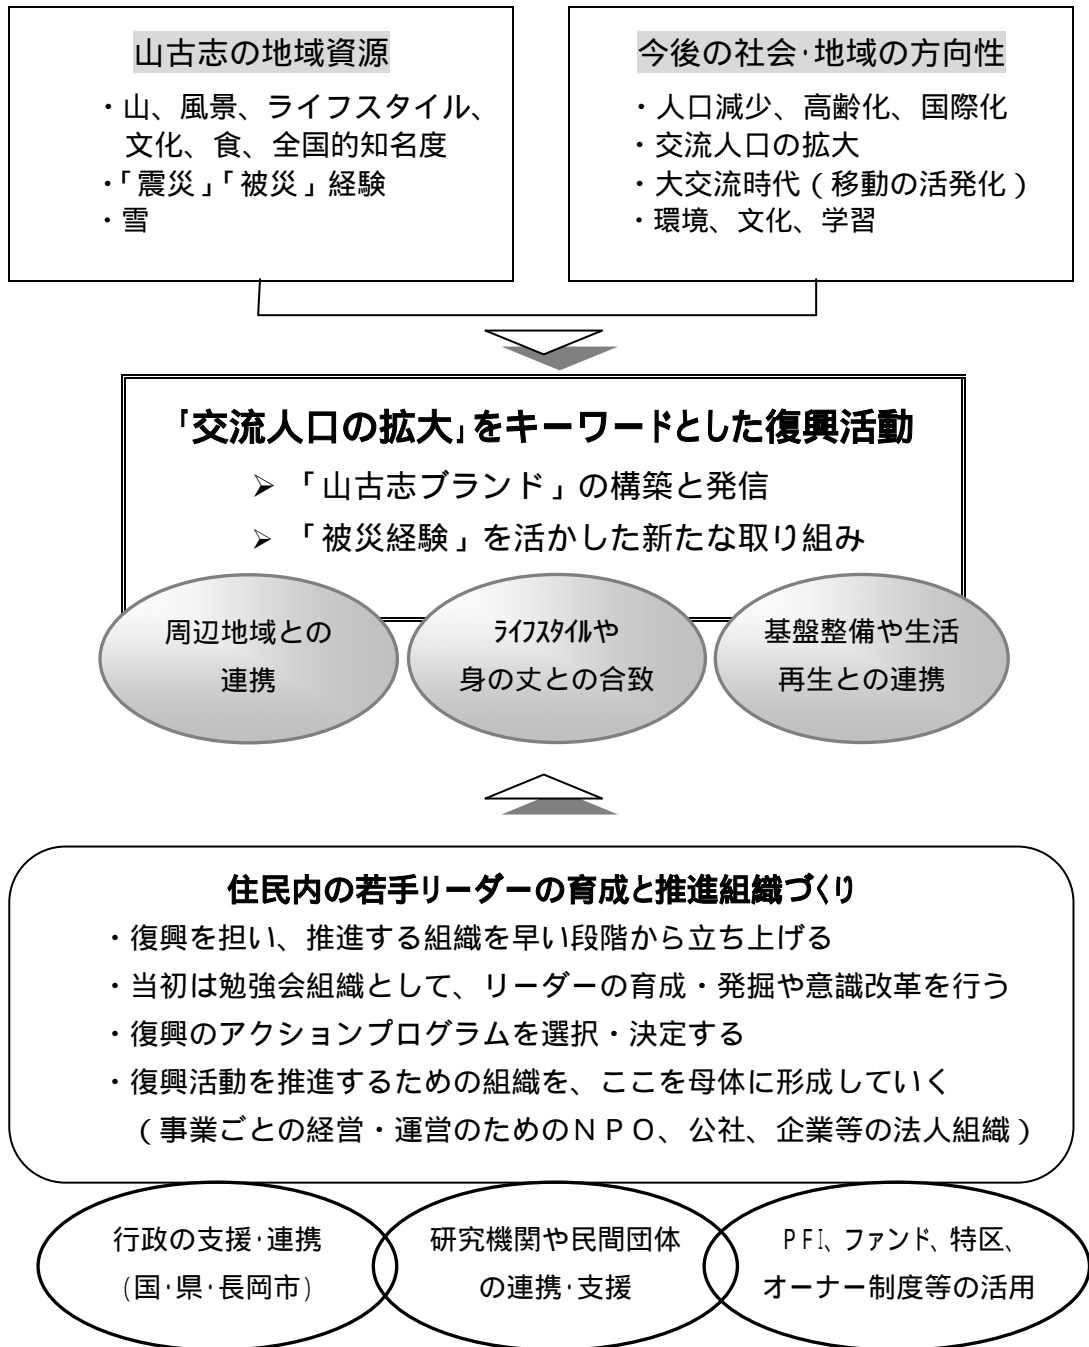 山古志の地域資源
・山、風景、ライフスタイル、
文化、食、全国的知名度
・「震災」「被災」経験
・雪
今後の社会・地域の方向性
・人口減少、高齢化、国際化
・交流人口の拡大
・大交流時代(移動の活発化)
・環境、文化、学習
「交流人口の拡大」をキーワードとした復興活動
➢ 「山古志ブランド」の構築と発信
➢ 「被災経験」を活かした新たな取り組み
周辺地域との
連携
ﾗｲﾌｽﾀｲﾙや
身の丈との合致
基盤整備や生活
再生との連携
住民内の若手リーダーの育成と推進組織づくり
・復興を担い、推進する組織を早い段階から立ち上げる
・当初は勉強会組織として、リーダーの育成・発掘や意識改革を行う
・復興のアクションプログラムを選択・決定する
・復興活動を推進するための組織を、ここを母体に形成していく
(事業ごとの経営・運営のためのNPO、公社、企業等の法人組織)
行政の支援・連携
(国・県・長岡市)
研究機関や民間団体
の連携・支援
PFI、ファンド、特区、
オーナー制度等の活用